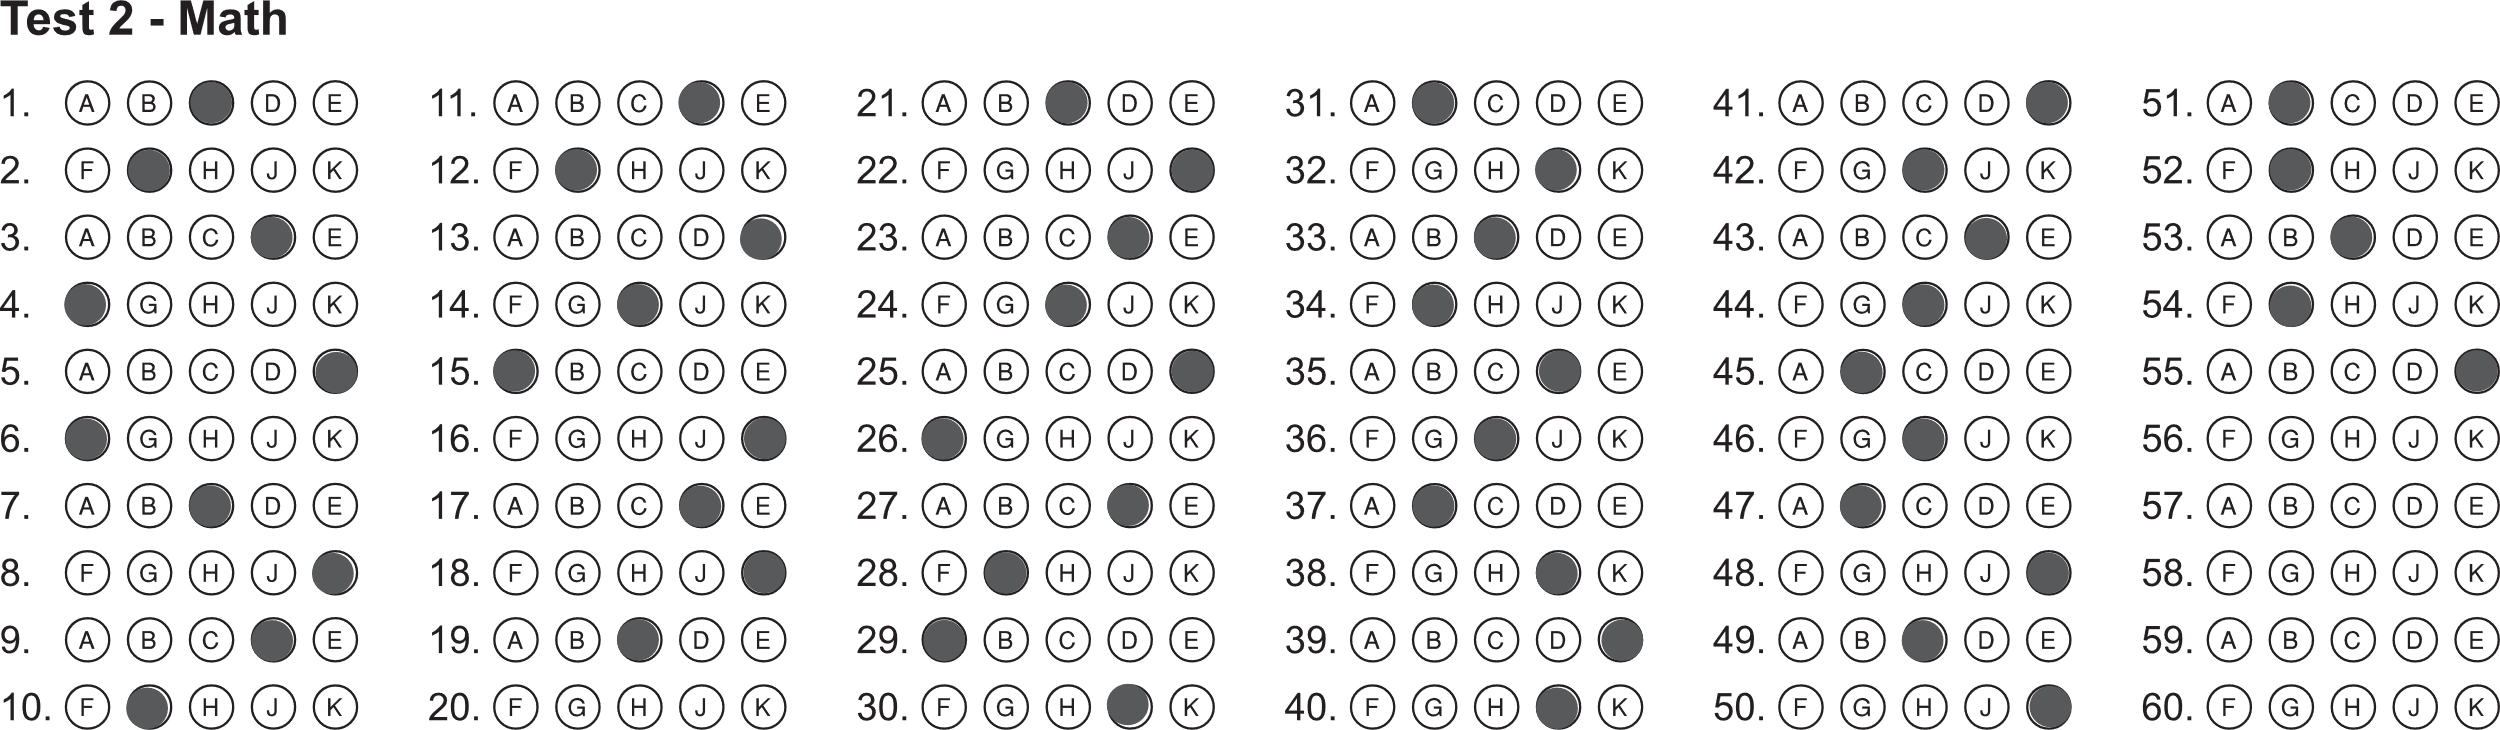 Test 2 - Math
1. A B D E 11. A B C E 21. A B D E 31. A C D E 41. A B C D 51. A C D E
2. F H J K 12. F H J K 22. F G H J 32. F G H K 42. F G J K 52. F H J K
3. A B C E 13. A B C D 23. A B C E 33. A B D E 43. A B C E 53. A B D E
4. G H J K 14. F G J K 24. F G J K 34. F H J K 44. F G J K 54. F H J K
5. A B C D 15. B C D E 25. A B C D 35. A B C E 45. A C D E 55. A B C D
6. G H J K 16. F G H J 26. G H J K 36. F G J K 46. F G J K 56. F G H J K
7. A B D E 17. A B C E 27. A B C E 37. A C D E 47. A C D E 57. A B C D E
8. F G H J 18. F G H J 28. F H J K 38. F G H K 48. F G H J 58. F G H J K
9. A B C E 19. A B D E 29. B C D E 39. A B C D 49. A B D E 59. A B C D E
10. F H J K 20. F G H J K 30. F G H K 40. F G H K 50. F G H J 60. F G H J K